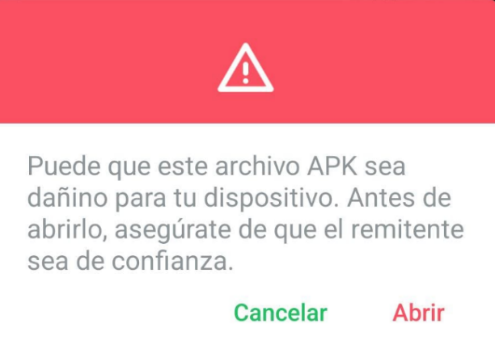 Puede que este archivo APK sea
dañino para tu dispositivo. Antes de
abrirlo, asegúrate de que el remitente
sea de confianza.
Cancelar Abrir